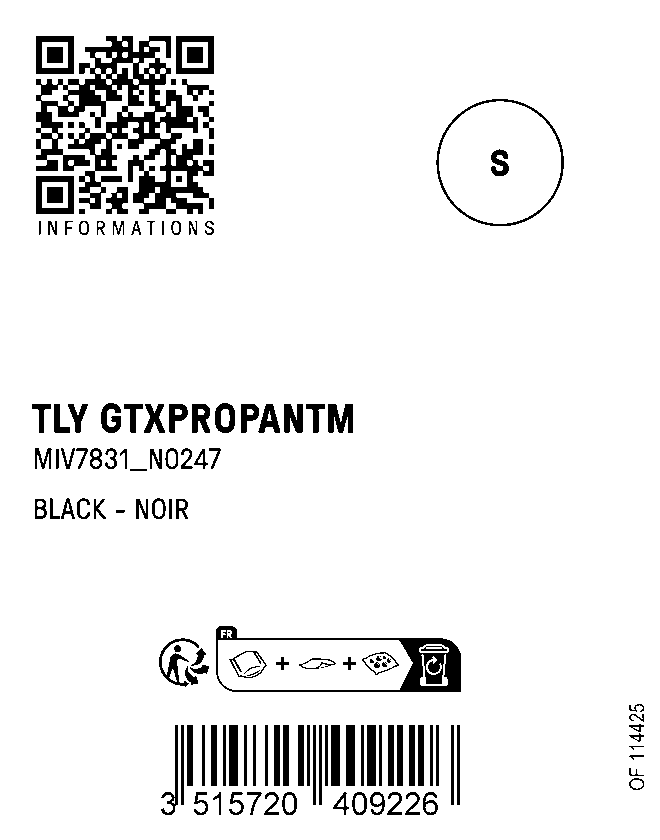 INFORMATIONS
S
TLY GTXPROPANTM
MIV7831_N0247
BLACK - NOIR
FR
3 515720 409226
OF 114425